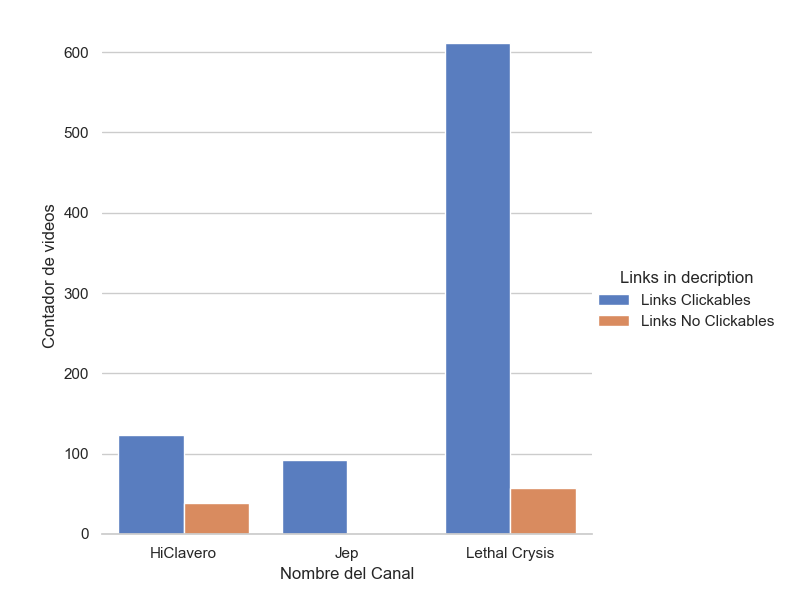 600
500
400
300
200
100
0
Contador de videos
HiClavero
Jep
Lethal Crysis
Nombre del Canal
Links in decription
Links Clickables
Links No Clickables